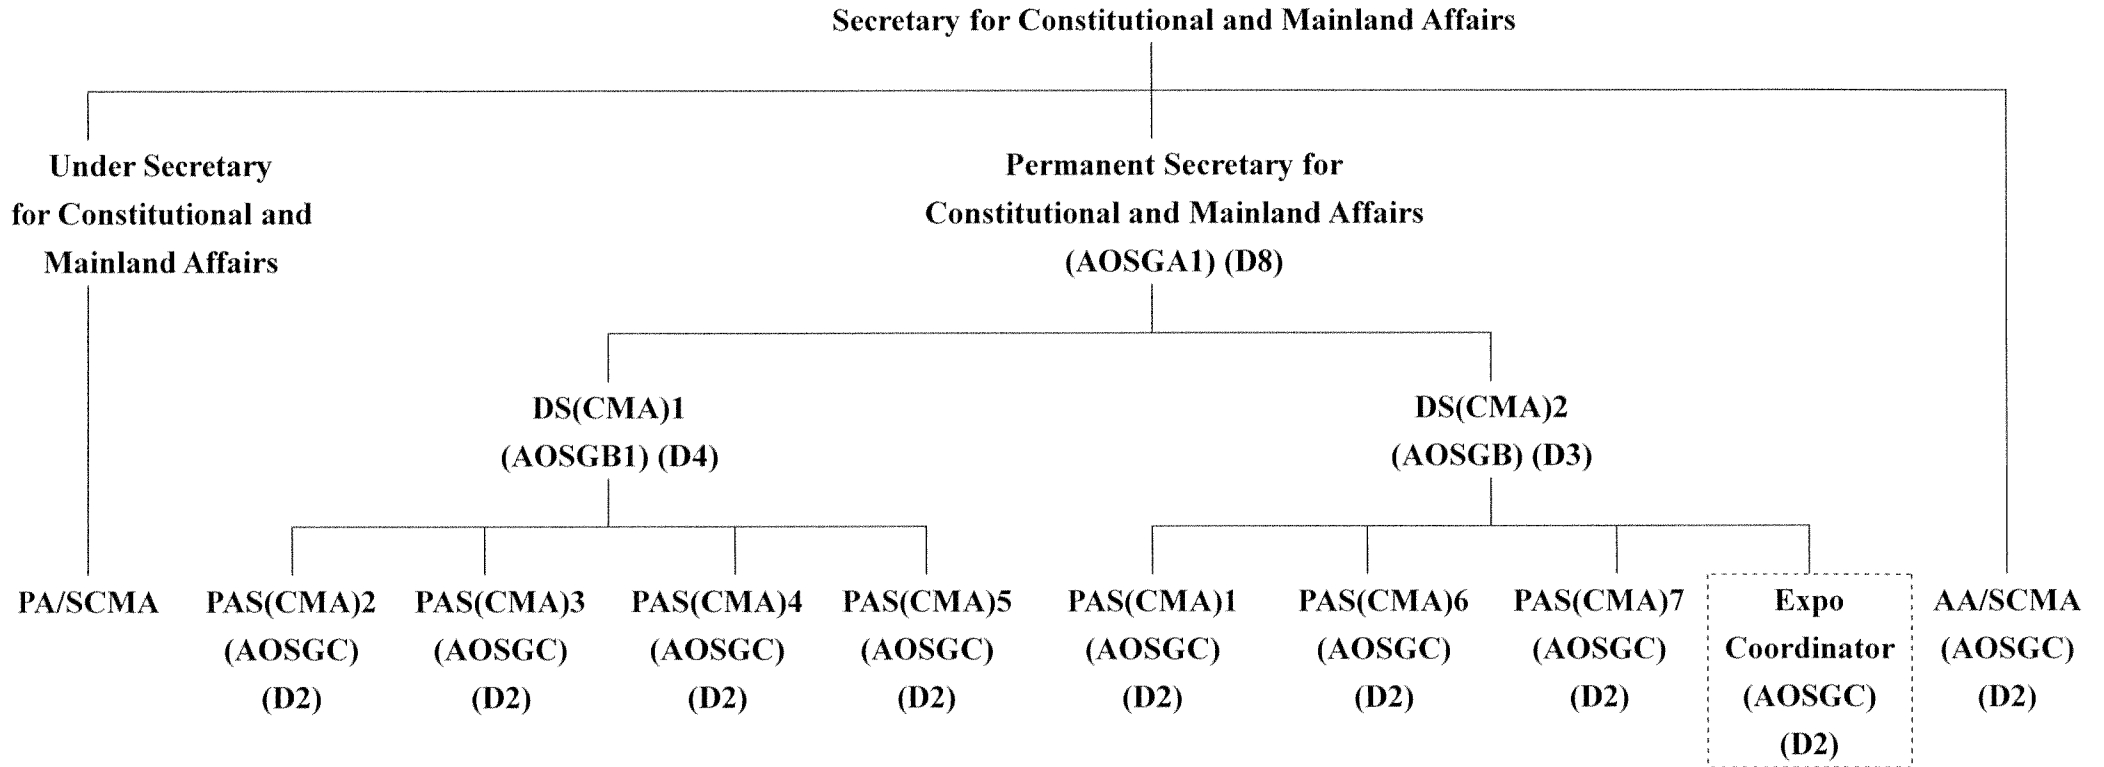 Secretary for Constitutional and Mainland Affairs
Under Secretary
for Constitutional and
Mainland Affairs
Permanent Secretary for
Constitutional and Mainland Affairs
(AOSGA1) (D8)
DS(CMA)1
(AOSGB1) (D4)
DS(CMA)2
(AOSGB) (D3)
PA/SCMA
PAS(CMA)2
(AOSGC)
(D2)
PAS(CMA)3
(AOSGC)
(D2)
PAS(CMA)4
(AOSGC)
(D2)
PAS(CMA)5
(AOSGC)
(D2)
PAS(CMA)1
(AOSGC)
(D2)
PAS(CMA)6
(AOSGC)
(D2)
PAS(CMA)7
(AOSGC)
(D2)
Expo
Coordinator
(AOSGC)
(D2)
AA/SCMA
(AOSGC)
(D2)